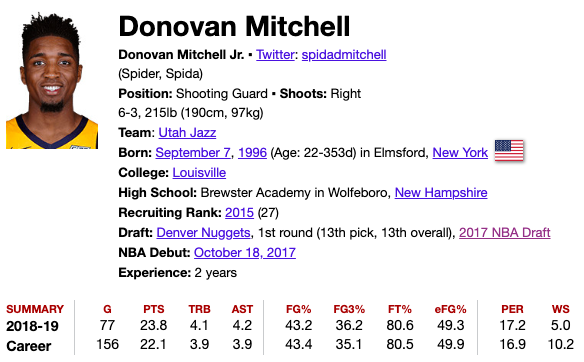 Donovan Mitchell
Donovan Mitchell Jr. ▪ Twitter: spidadmitchell
(Spider, Spida)
Position: Shooting Guard ▪ Shoots: Right
6-3, 215lb (190cm, 97kg)
Team: Utah Jazz
Born: September 7, 1996 (Age: 22-353d) in Elmsford, New York
College: Louisville
High School: Brewster Academy in Wolfeboro, New Hampshire
Recruiting Rank: 2015 (27)
Draft: Denver Nuggets, 1st round (13th pick, 13th overall), 2017 NBA Draft
NBA Debut: October 18, 2017
Experience: 2 years
SUMMARY G PTS TRB AST FG% FG3% FT% eFG% PER WS
2018-19 77 23.8 4.1 4.2 43.2 36.2 80.6 49.3 17.2 5.0
Career 156 22.1 3.9 3.9 43.4 35.1 80.5 49.9 16.9 10.2